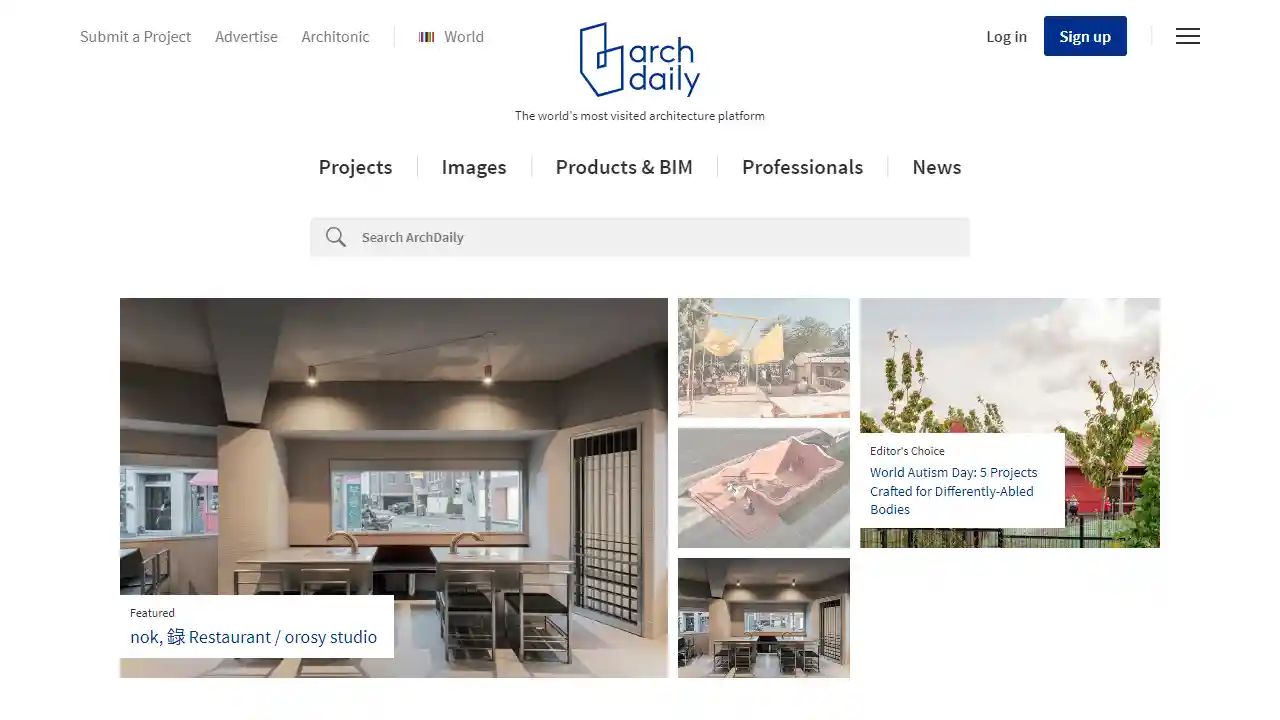 Submit a Project
Advertise
Architonic
World
arch
daily
The world's most visited architecture platform
Log in
Sign up
Projects
Images
Products & BIM
Professionals
News
Search ArchDaily
Featured
nok, 録 Restaurant / orosy studio
Editor's Choice
World Autism Day: 5 Projects
Crafted for Differently-Abled
Bodies